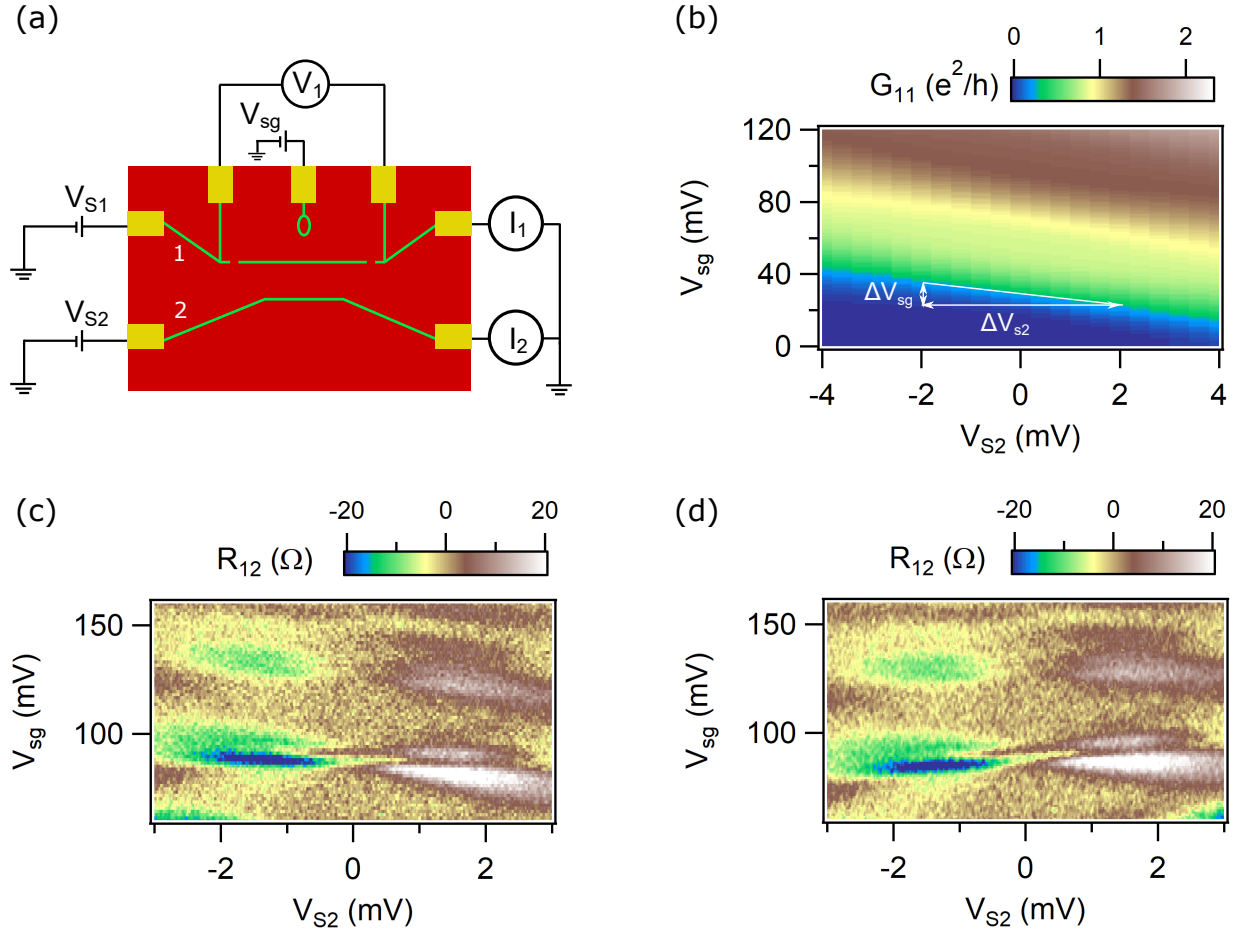 (a)
V1
Vsg
VS1
1
I1
VS2
2
I2
(b)
0 1 2
G11 (e2/h)
120
80
40
0
Vsg (mV)
ΔVsg
ΔVs2
-4 -2 0 2 4
VS2 (mV)
(c)
-20 0 20
R12 (Ω)
150
100
Vsg (mV)
-2 0 2
VS2 (mV)
(d)
-20 0 20
R12 (Ω)
150
100
Vsg (mV)
-2 0 2
VS2 (mV)